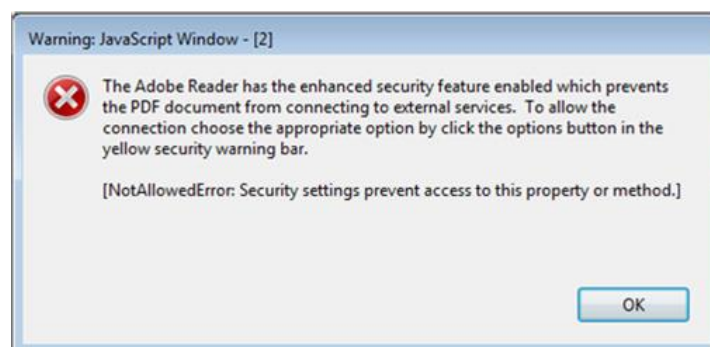 Warning: JavaScript Window - [2]
The Adobe Reader has the enhanced security feature enabled which prevents
the PDF document from connecting to external services.  To allow the
connection choose the appropriate option by click the options button in the
yellow security warning bar.
[NotAllowedError: Security settings prevent access to this property or method.]
OK